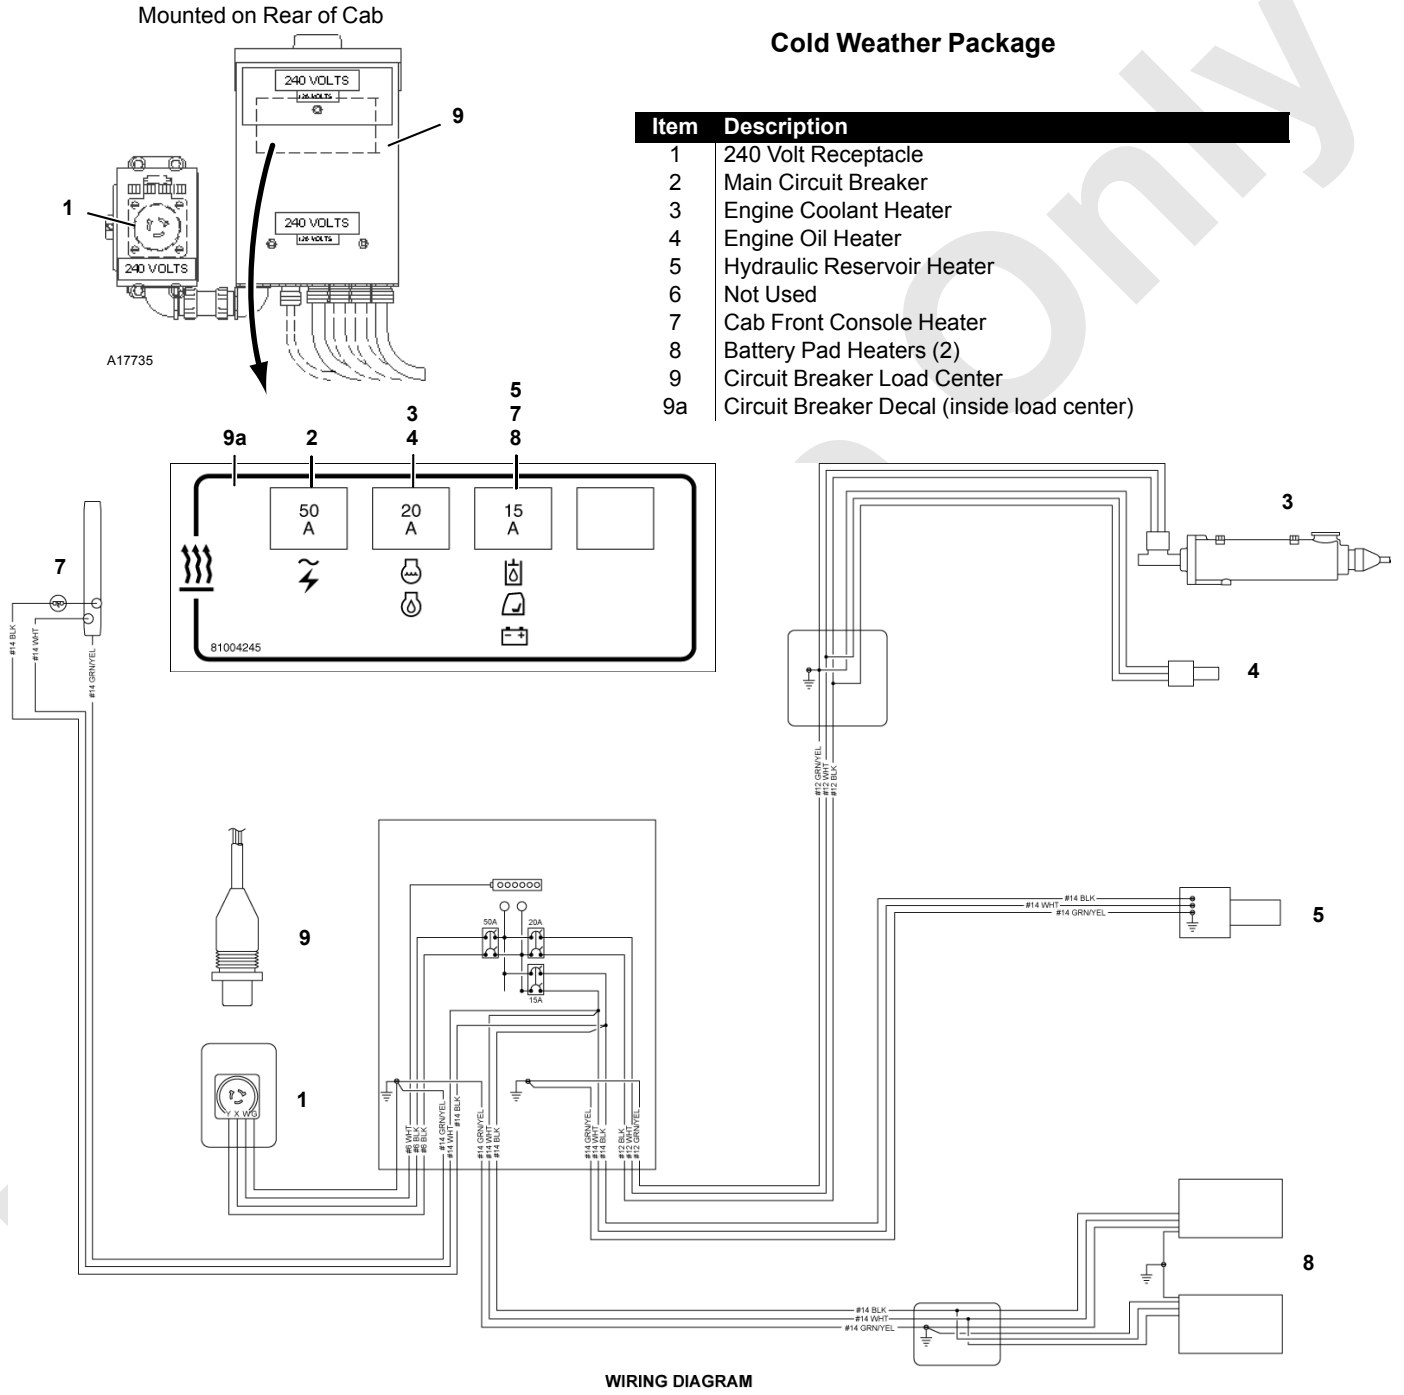 Mounted on Rear of Cab
Cold Weather Package
240 VOLTS
9
Item Description
1 240 Volt Receptacle
2 Main Circuit Breaker
3 Engine Coolant Heater
4 Engine Oil Heater
5 Hydraulic Reservoir Heater
6 Not Used
7 Cab Front Console Heater
8 Battery Pad Heaters (2)
9 Circuit Breaker Load Center
9a Circuit Breaker Decal (inside load center)
1
240 VOLTS
240 VOLTS
A17735
9a
2
3
4
5
7
8
50
A
20
A
15
A
81004245
7
#14 BLK
#14 WHT
#14 GRN/YEL
3
4
#12 GRN/YEL
#12 WHT
#12 BLK
9
50A
20A
15A
#14 BLK
#14 WHT
#14 GRN/YEL
5
Y X W G
1
#6 WHT
#6 BLK
#6 BLK
#14 GRN/YEL
#14 WHT
#14 BLK
#14 GRN/YEL
#14 WHT
#14 BLK
#14 GRN/YEL
#14 WHT
#14 BLK
#12 BLK
#12 WHT
#12 GRN/YEL
8
#14 BLK
#14 WHT
#14 GRN/YEL
WIRING DIAGRAM
Only